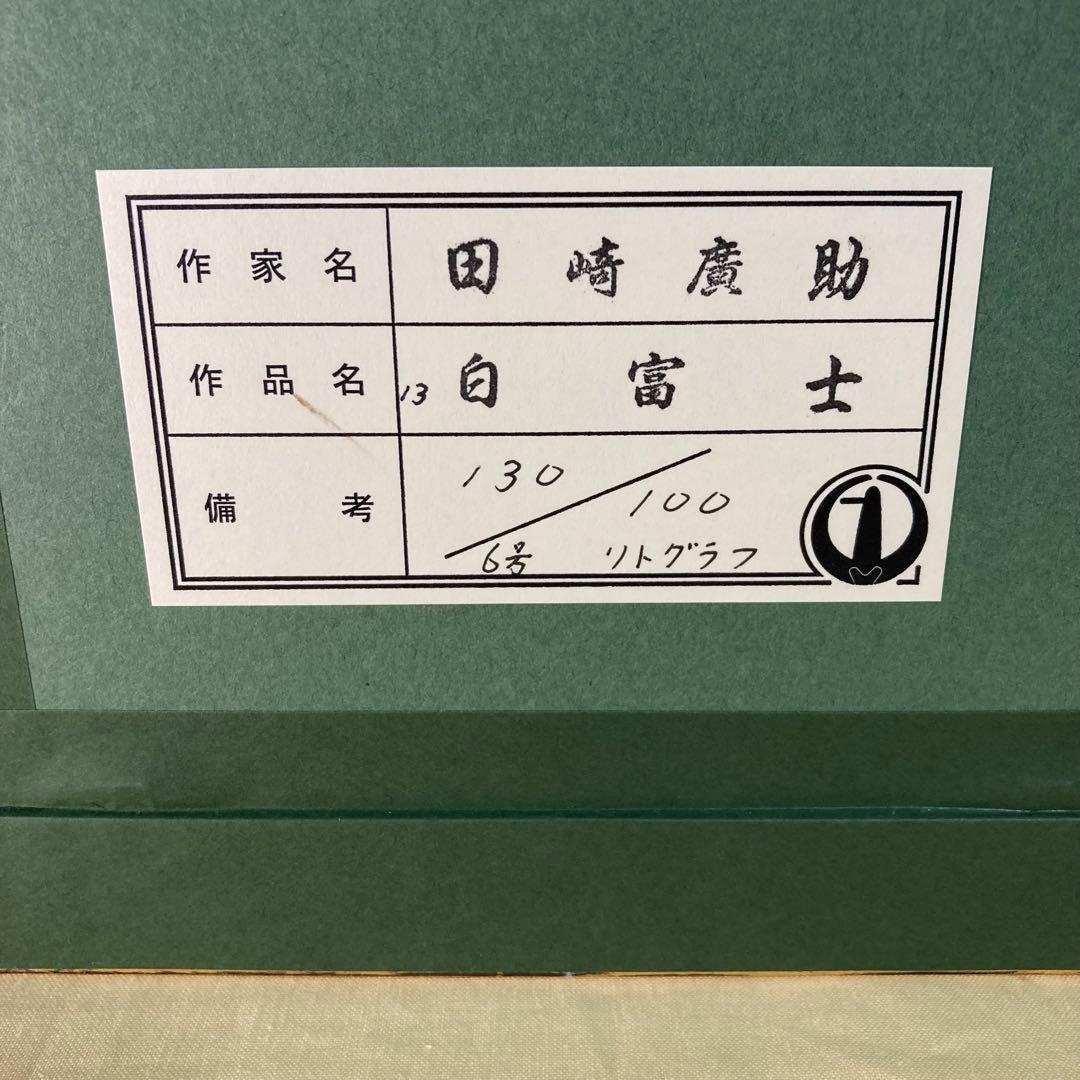 作家名 田崎廣助
作品名 13 白富士
備考 130/100
6号 リトグラフ